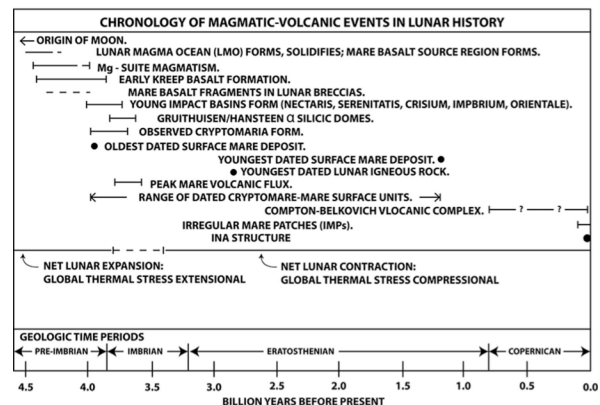 CHRONOLOGY OF MAGMATIC-VOLCANIC EVENTS IN LUNAR HISTORY
ORIGIN OF MOON.
LUNAR MAGMA OCEAN (LMO) FORMS, SOLIDIFIES; MARE BASALT SOURCE REGION FORMS.
Mg - SUITE MAGMATISM.
EARLY KREEP BASALT FORMATION.
MARE BASALT FRAGMENTS IN LUNAR BRECCIAS.
YOUNG IMPACT BASINS FORM (NECTARIS, SERENITATIS, CRISIUM, IMPBRIUM, ORIENTALE).
GRUITHUISEN/HANSTEEN α SILICIC DOMES.
OBSERVED CRYPTOMARIA FORM.
OLDEST DATED SURFACE MARE DEPOSIT.
YOUNGEST DATED SURFACE MARE DEPOSIT.
YOUNGEST DATED LUNAR IGNEOUS ROCK.
PEAK MARE VOLCANIC FLUX.
RANGE OF DATED CRYPTOMARE-MARE SURFACE UNITS.
COMPTON-BELKOVICH VLOCANIC COMPLEX. ? ?
IRREGULAR MARE PATCHES (IMPs).
INA STRUCTURE
NET LUNAR EXPANSION: NET LUNAR CONTRACTION:
GLOBAL THERMAL STRESS EXTENSIONAL GLOBAL THERMAL STRESS COMPRESSIONAL
GEOLOGIC TIME PERIODS
PRE-IMBRIAN IMBRIAN ERATOSTHENIAN COPERNICAN
4.5 4.0 3.5 3.0 2.5 2.0 1.5 1.0 0.5 0.0
BILLION YEARS BEFORE PRESENT